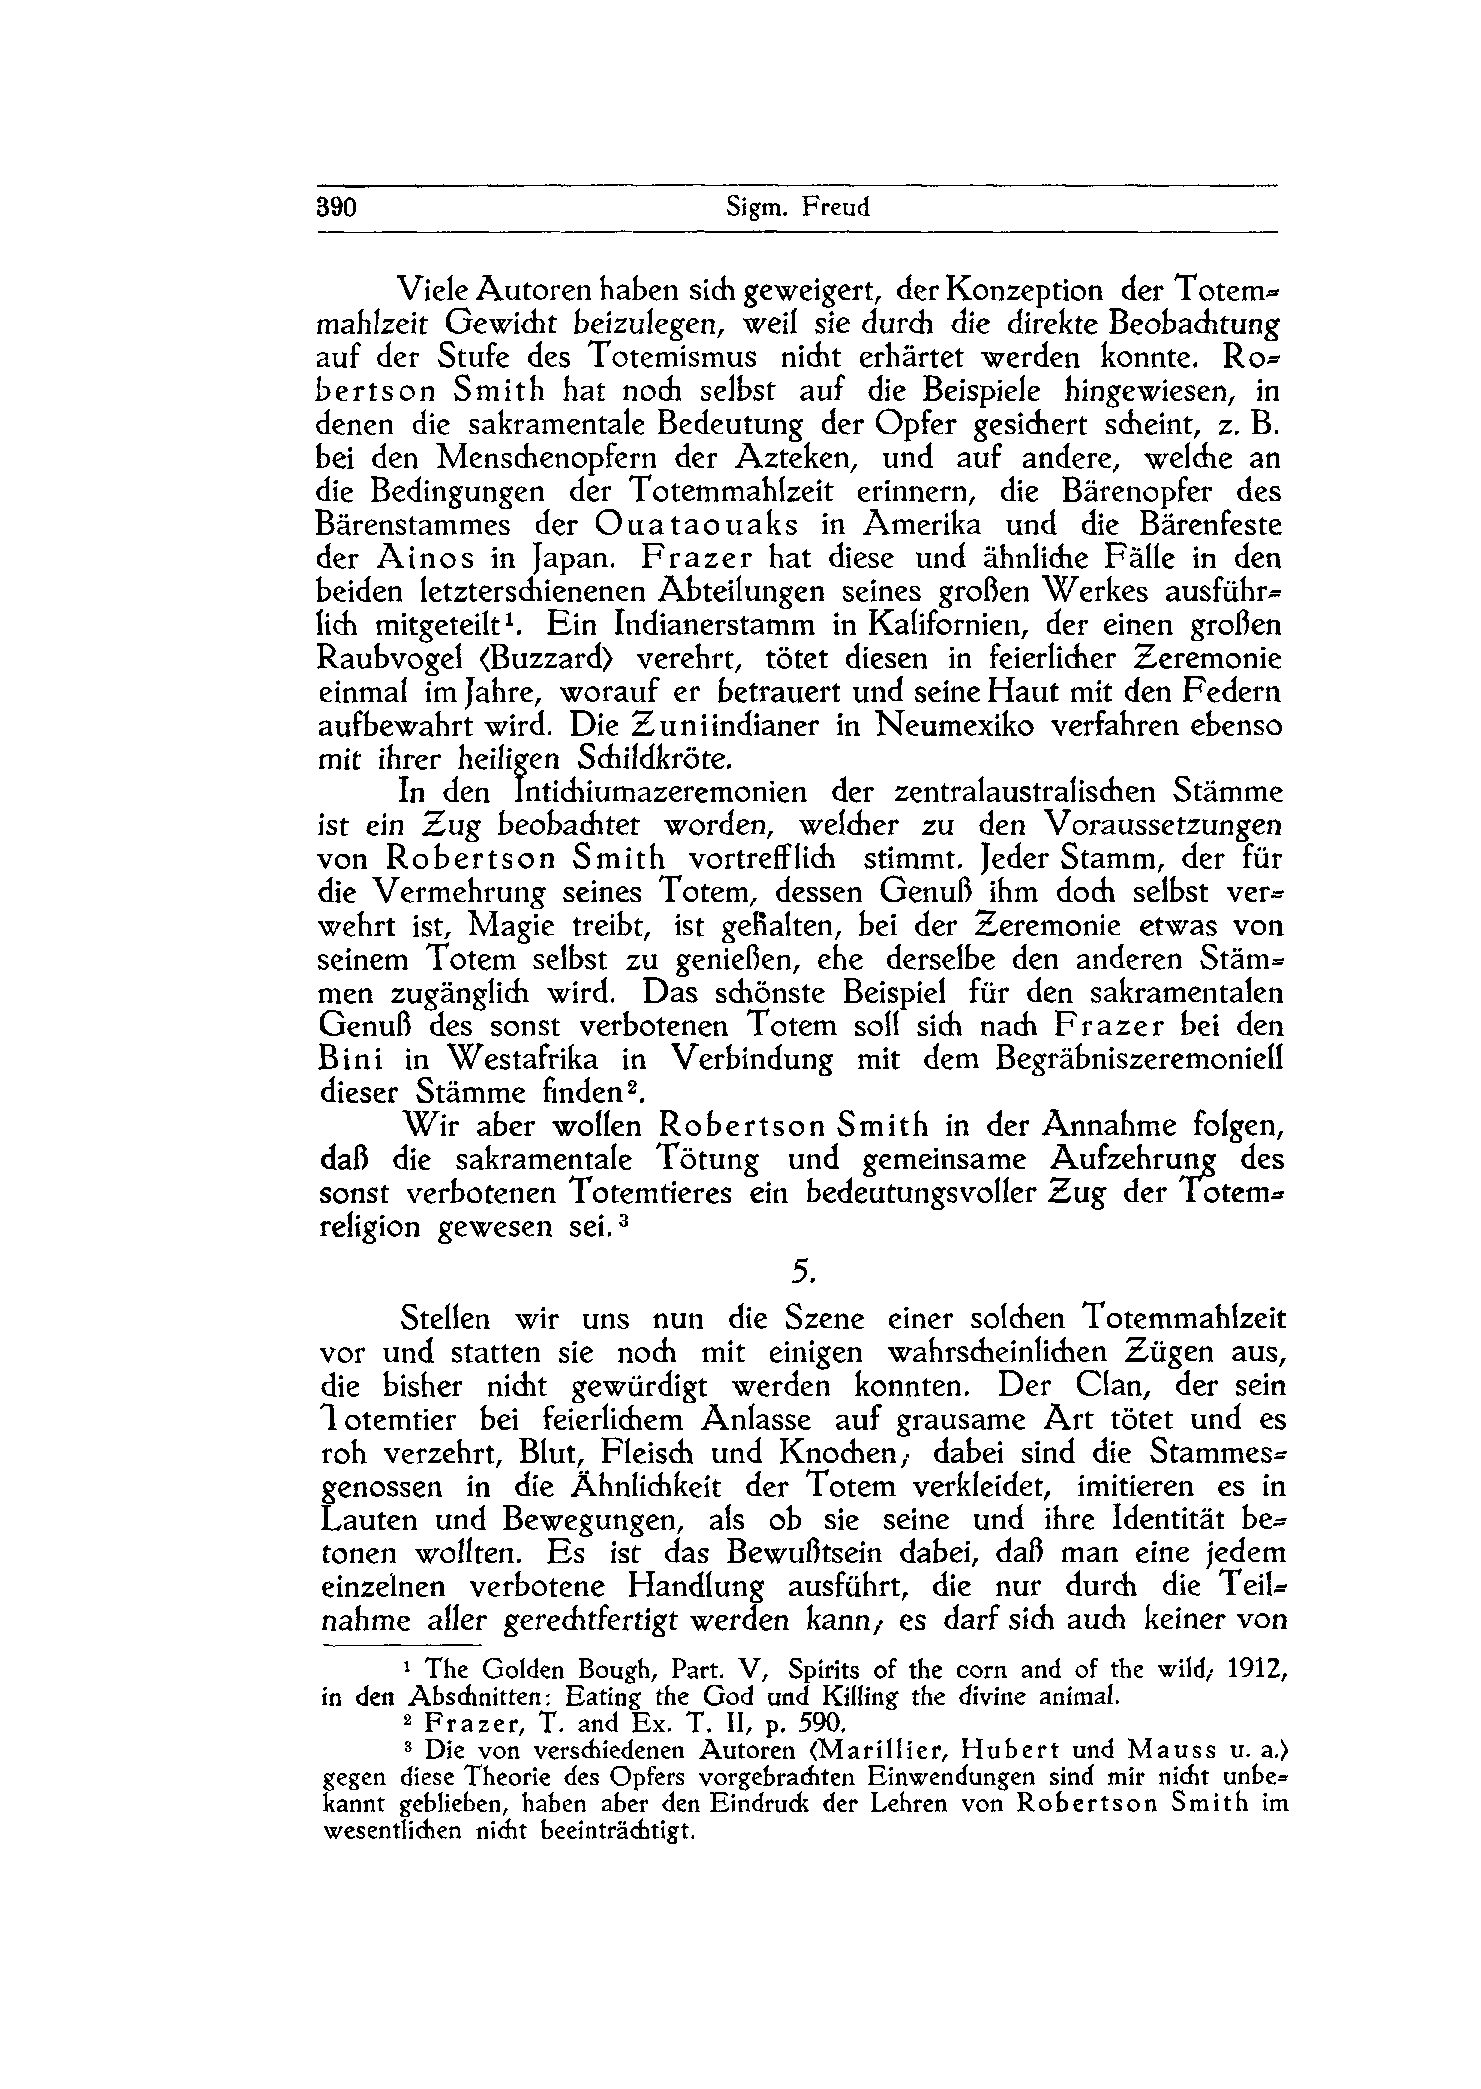 390 Sigm. Freud
Viele Autoren haben sich geweigert, der Konzeption der Totem-
mahlzeit Gewicht beizulegen, weil sie durch die direkte Beobachtung
auf der Stufe des Totemismus nicht erhärtet werden konnte. Ro-
bertson Smith hat noch selbst auf die Beispiele hingewiesen, in
denen die sakramentale Bedeutung der Opfer gesichert scheint, z. B.
bei den Menschenopfern der Azteken, und auf andere, welche an
die Bedingungen der Totemmahlzeit erinnern, die Bärenopfer des
Bärenstammes der Ouataouaks in Amerika und die Bärenfeste
der Ainos in Japan. Frazer hat diese und ähnliche Fälle in den
beiden letzterschienenen Abteilungen seines großen Werkes ausführ-
lich mitgeteilt¹. Ein Indianerstamm in Kalifornien, der einen großen
Raubvogel (Buzzard) verehrt, tötet diesen in feierlicher Zeremonie
einmal im Jahre, worauf er betrauert und seine Haut mit den Federn
aufbewahrt wird. Die Zuniindianer in Neumexiko verfahren ebenso
mit ihrer heiligen Schildkröte.
In den Intichiumazeremonien der zentralaustralischen Stämme
ist ein Zug beobachtet worden, welcher zu den Voraussetzungen
von Robertson Smith vortrefflich stimmt. Jeder Stamm, der für
die Vermehrung seines Totem, dessen Genuß ihm doch selbst ver-
wehrt ist, Magie treibt, ist gehalten, bei der Zeremonie etwas von
seinem Totem selbst zu genießen, ehe derselbe den anderen Stäm-
men zugänglich wird. Das schönste Beispiel für den sakramentalen
Genuß des sonst verbotenen Totem soll sich nach Frazer bei den
Bini in Westafrika in Verbindung mit dem Begräbniszeremoniell
dieser Stämme finden².
Wir aber wollen Robertson Smith in der Annahme folgen,
daß die sakramentale Tötung und gemeinsame Aufzehrung des
sonst verbotenen Totemtieres ein bedeutungsvoller Zug der Totem-
religion gewesen sei.³
5.
Stellen wir uns nun die Szene einer solchen Totemmahlzeit
vor und statten sie noch mit einigen wahrscheinlichen Zügen aus,
die bisher nicht gewürdigt werden konnten. Der Clan, der sein
Totemtier bei feierlichem Anlasse auf grausame Art tötet und es
roh verzehrt, Blut, Fleisch und Knochen; dabei sind die Stammes-
genossen in die Ähnlichkeit der Totem verkleidet, imitieren es in
Lauten und Bewegungen, als ob sie seine und ihre Identität be-
tonen wollten. Es ist das Bewußtsein dabei, daß man eine jedem
einzelnen verbotene Handlung ausführt, die nur durch die Teil-
nahme aller gerechtfertigt werden kann; es darf sich auch keiner von
¹ The Golden Bough, Part. V, Spirits of the corn and of the wild; 1912,
in den Abschnitten: Eating the God und Killing the divine animal.
² Frazer, T. and Ex. T. II, p. 590.
³ Die von verschiedenen Autoren (Marillier, Hubert und Mauss u. a.)
gegen diese Theorie des Opfers vorgebrachten Einwendungen sind mir nicht unbe-
kannt geblieben, haben aber den Eindruck der Lehren von Robertson Smith im
wesentlichen nicht beeinträchtigt.